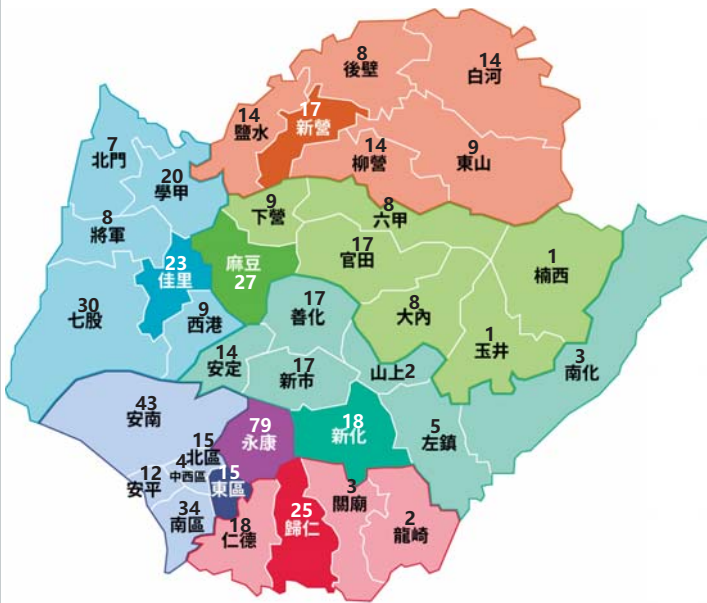 8
後壁
14
白河
17
新營
14
鹽水
14
柳營
9
東山
7
北門
20
學甲
8
將軍
23
佳里
30
七股
9
西港
9
下營
8
六甲
麻豆
27
17
官田
1
楠西
8
大內
1
玉井
17
善化
14
安定
17
新市
山上2
3
南化
18
新化
5
左鎮
43
安南
79
永康
15
北區
4
中西區
12
安平
15
東區
34
南區
18
仁德
25
歸仁
3
關廟
2
龍崎